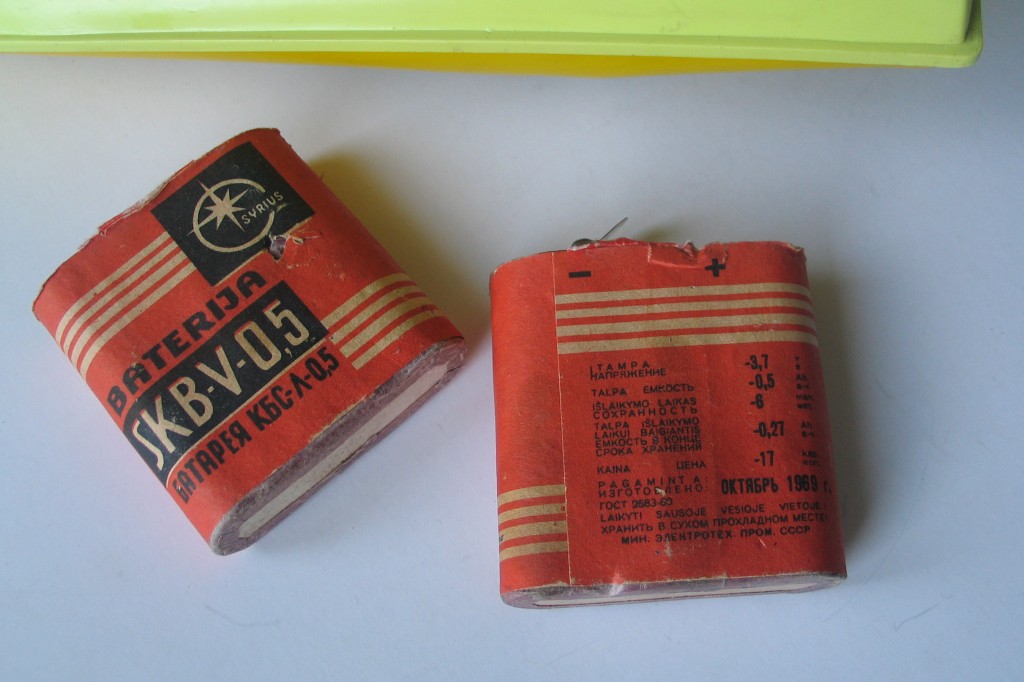 SYRIUS
BATERIJA
SKB-V-0,5
БАТАРЕЯ КБС-Л-0,5
− +
ĮTAMPA
НАПРЯЖЕНИЕ -3,7 v в
TALPA ЕМКОСТЬ -0,5
IŠLAIKYMO LAIKAS
СОХРАННОСТЬ -6
TALPA IŠLAIKYMO
LAIKUI BAIGIANTIS
ЕМКОСТЬ В КОНЦЕ
СРОКА ХРАНЕНИЯ -0,27
KAINA ЦЕНА -17
PAGAMINTA:
ИЗГОТОВЛЕНО: ОКТЯБРЬ 1969 г.
ГОСТ 2583-60
LAIKYTI SAUSOJE VĖSIOJE VIETOJE!
ХРАНИТЬ В СУХОМ ПРОХЛАДНОМ МЕСТЕ!
МИН. ЭЛЕКТРОТЕХ. ПРОМ. СССР